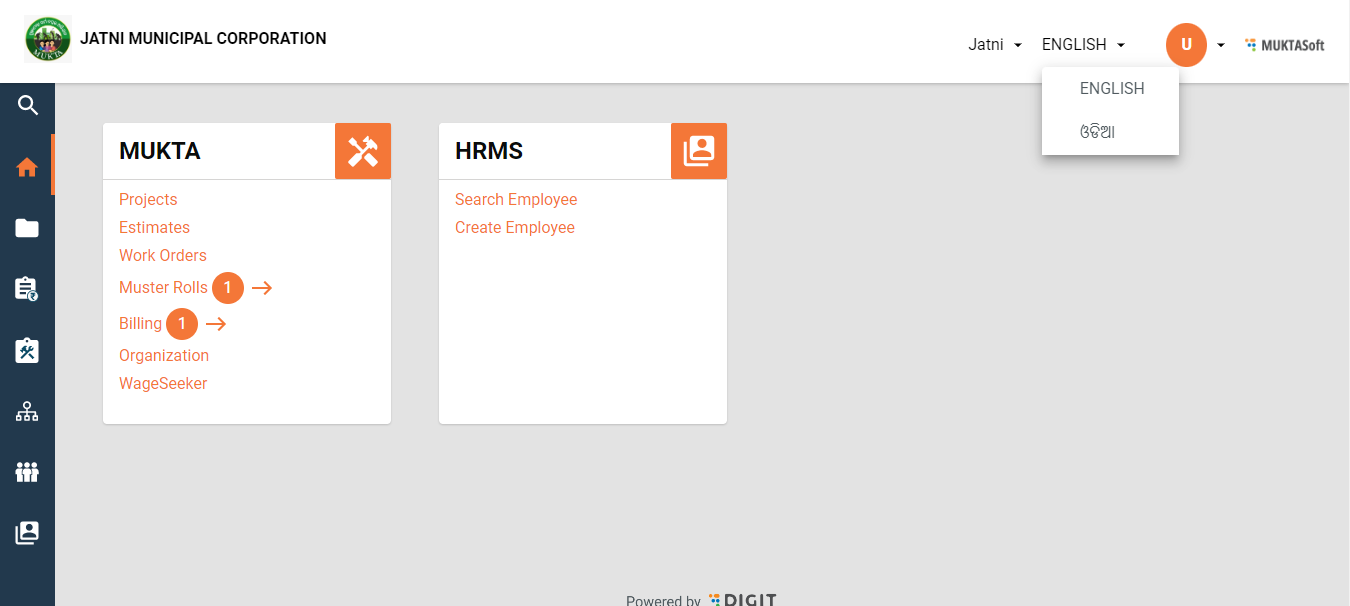 JATNI MUNICIPAL CORPORATION
Jatni
ENGLISH
U
MUKTASoft
ENGLISH
ଓଡିଆ
MUKTA
Projects
Estimates
Work Orders
Muster Rolls 1
Billing 1
Organization
WageSeeker
HRMS
Search Employee
Create Employee
Powered by DIGIT
MUKTA